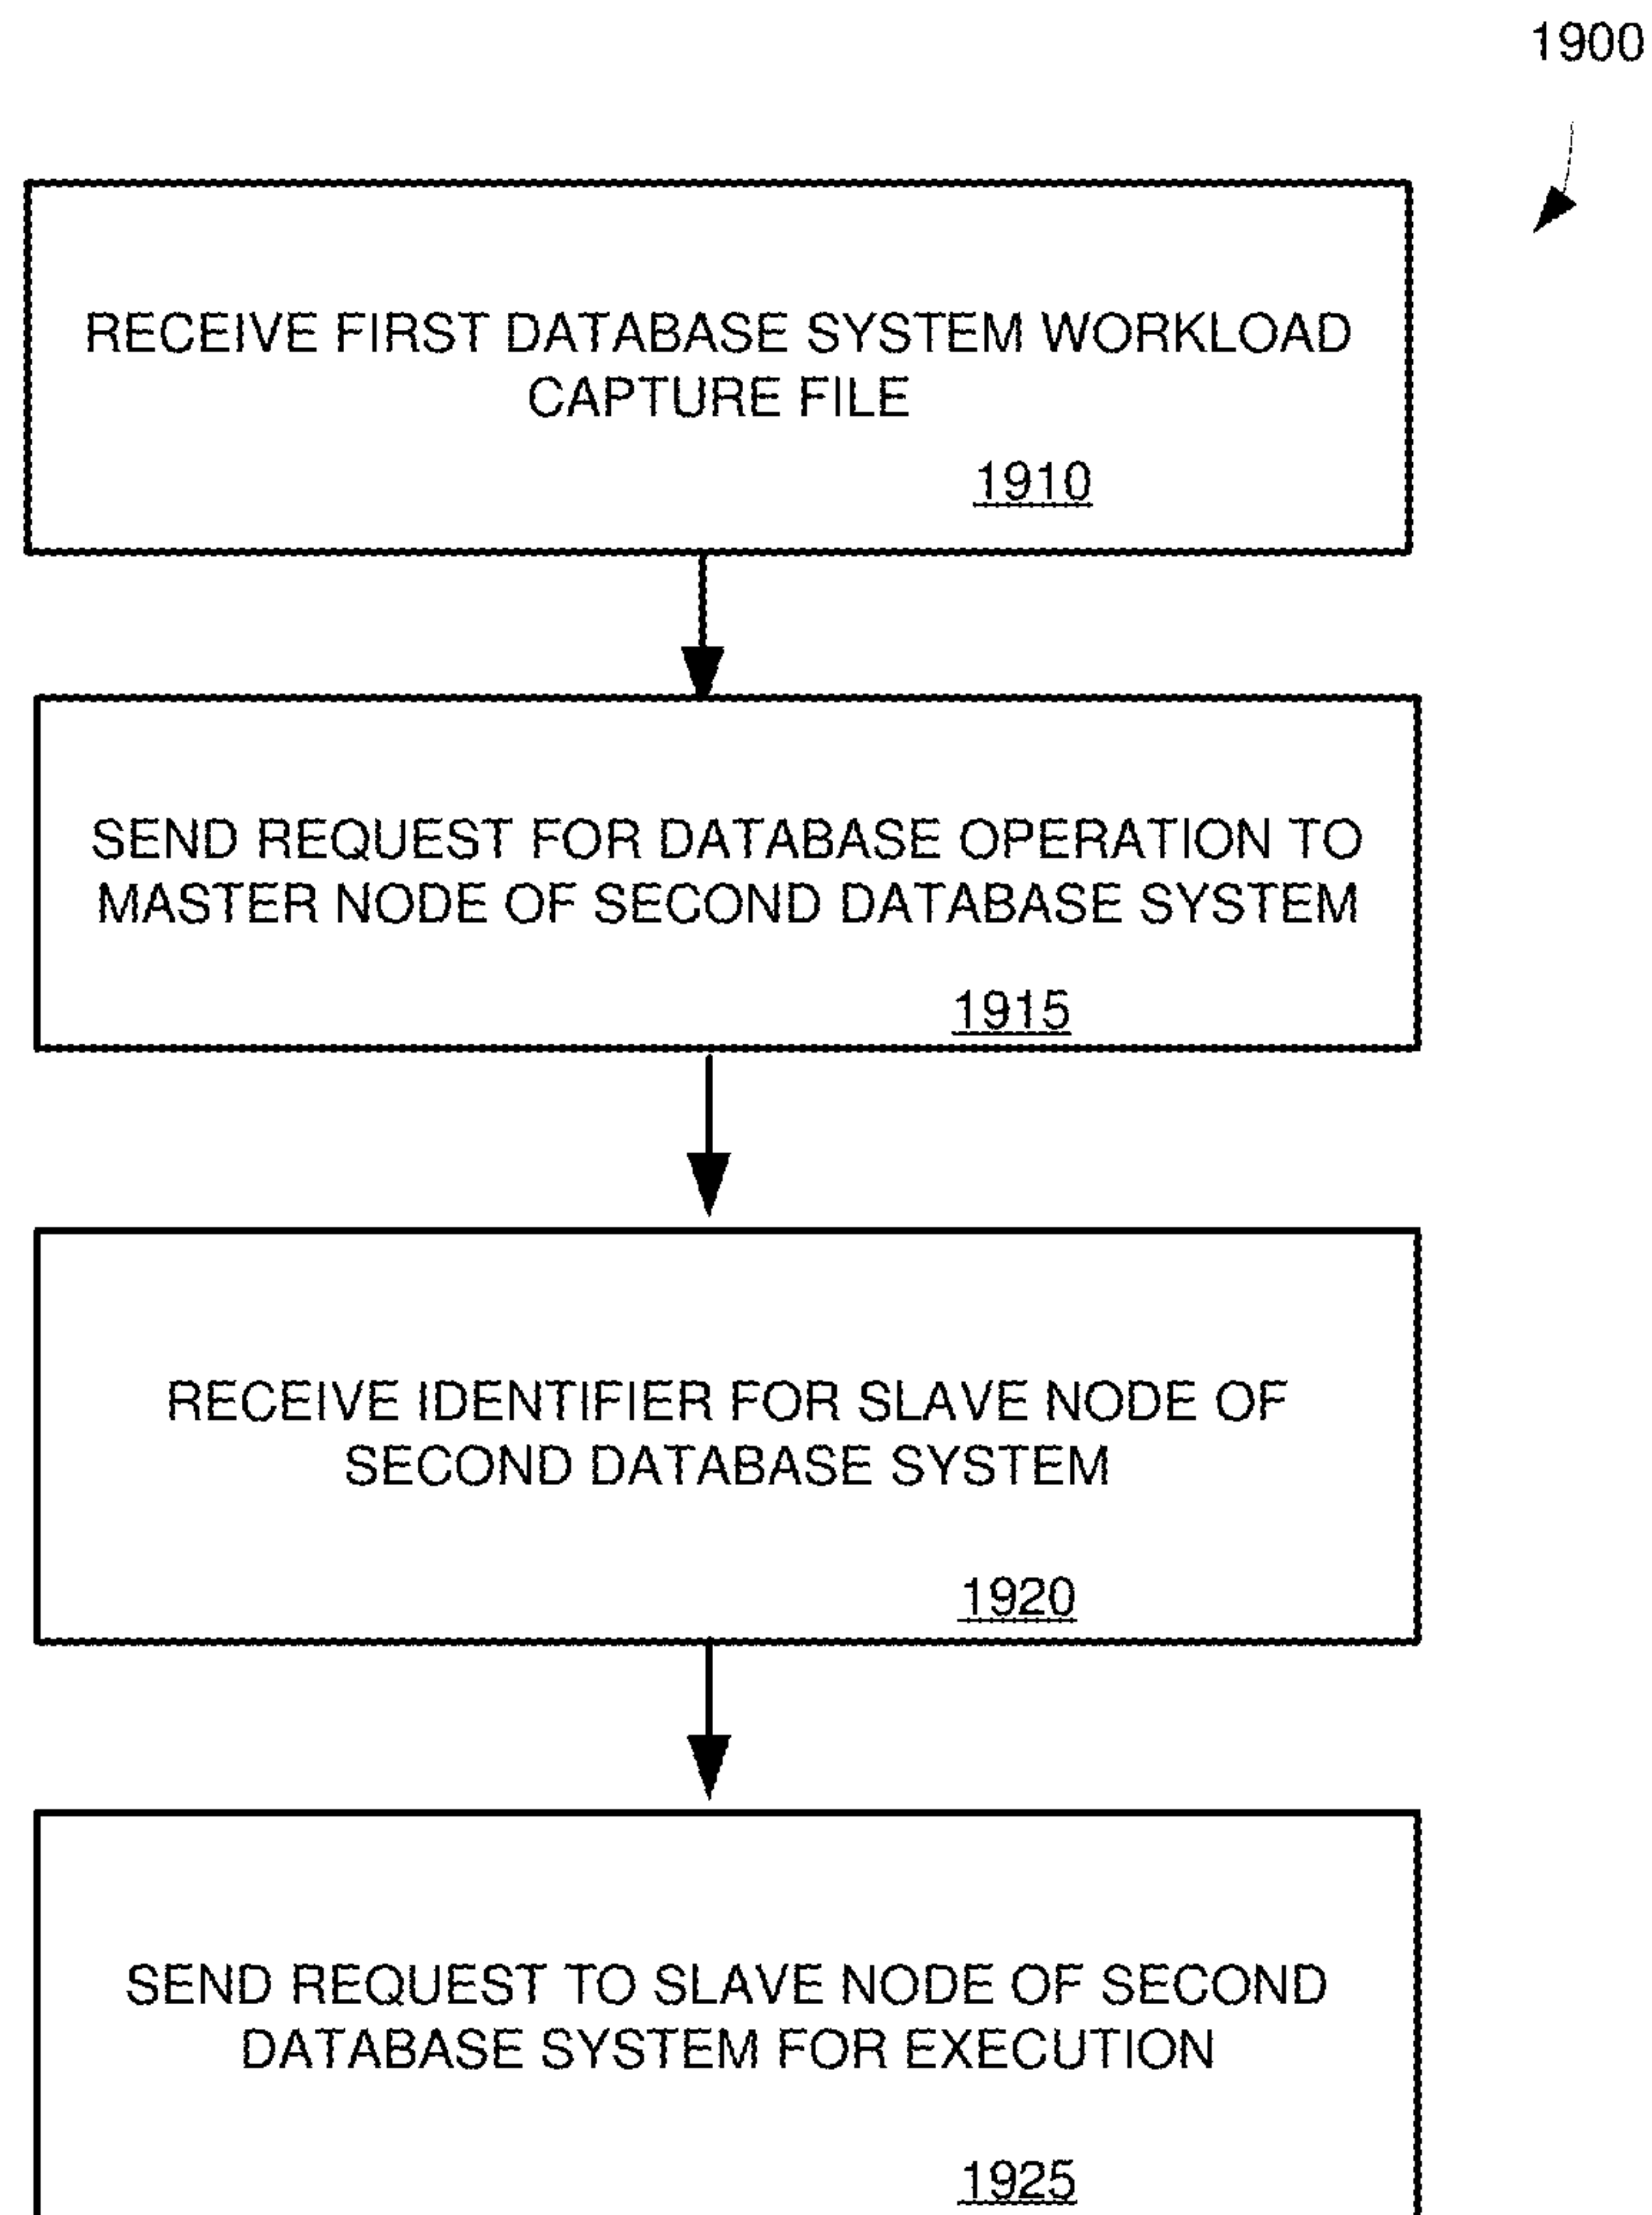 1900
RECEIVE FIRST DATABASE SYSTEM WORKLOAD
CAPTURE FILE
1910
SEND REQUEST FOR DATABASE OPERATION TO
MASTER NODE OF SECOND DATABASE SYSTEM
1915
RECEIVE IDENTIFIER FOR SLAVE NODE OF
SECOND DATABASE SYSTEM
1920
SEND REQUEST TO SLAVE NODE OF SECOND
DATABASE SYSTEM FOR EXECUTION
1925